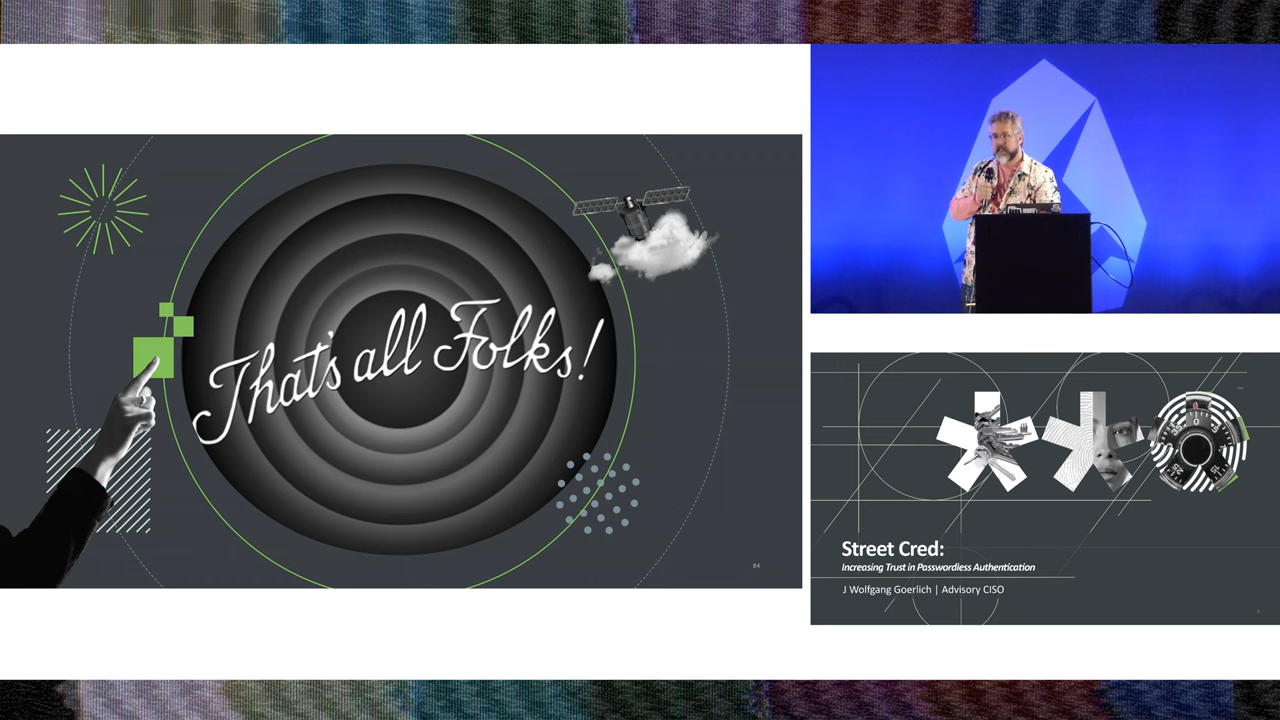 That's all Folks!
84
Street Cred:
Increasing Trust in Passwordless Authentication
J Wolfgang Goerlich | Advisory CISO